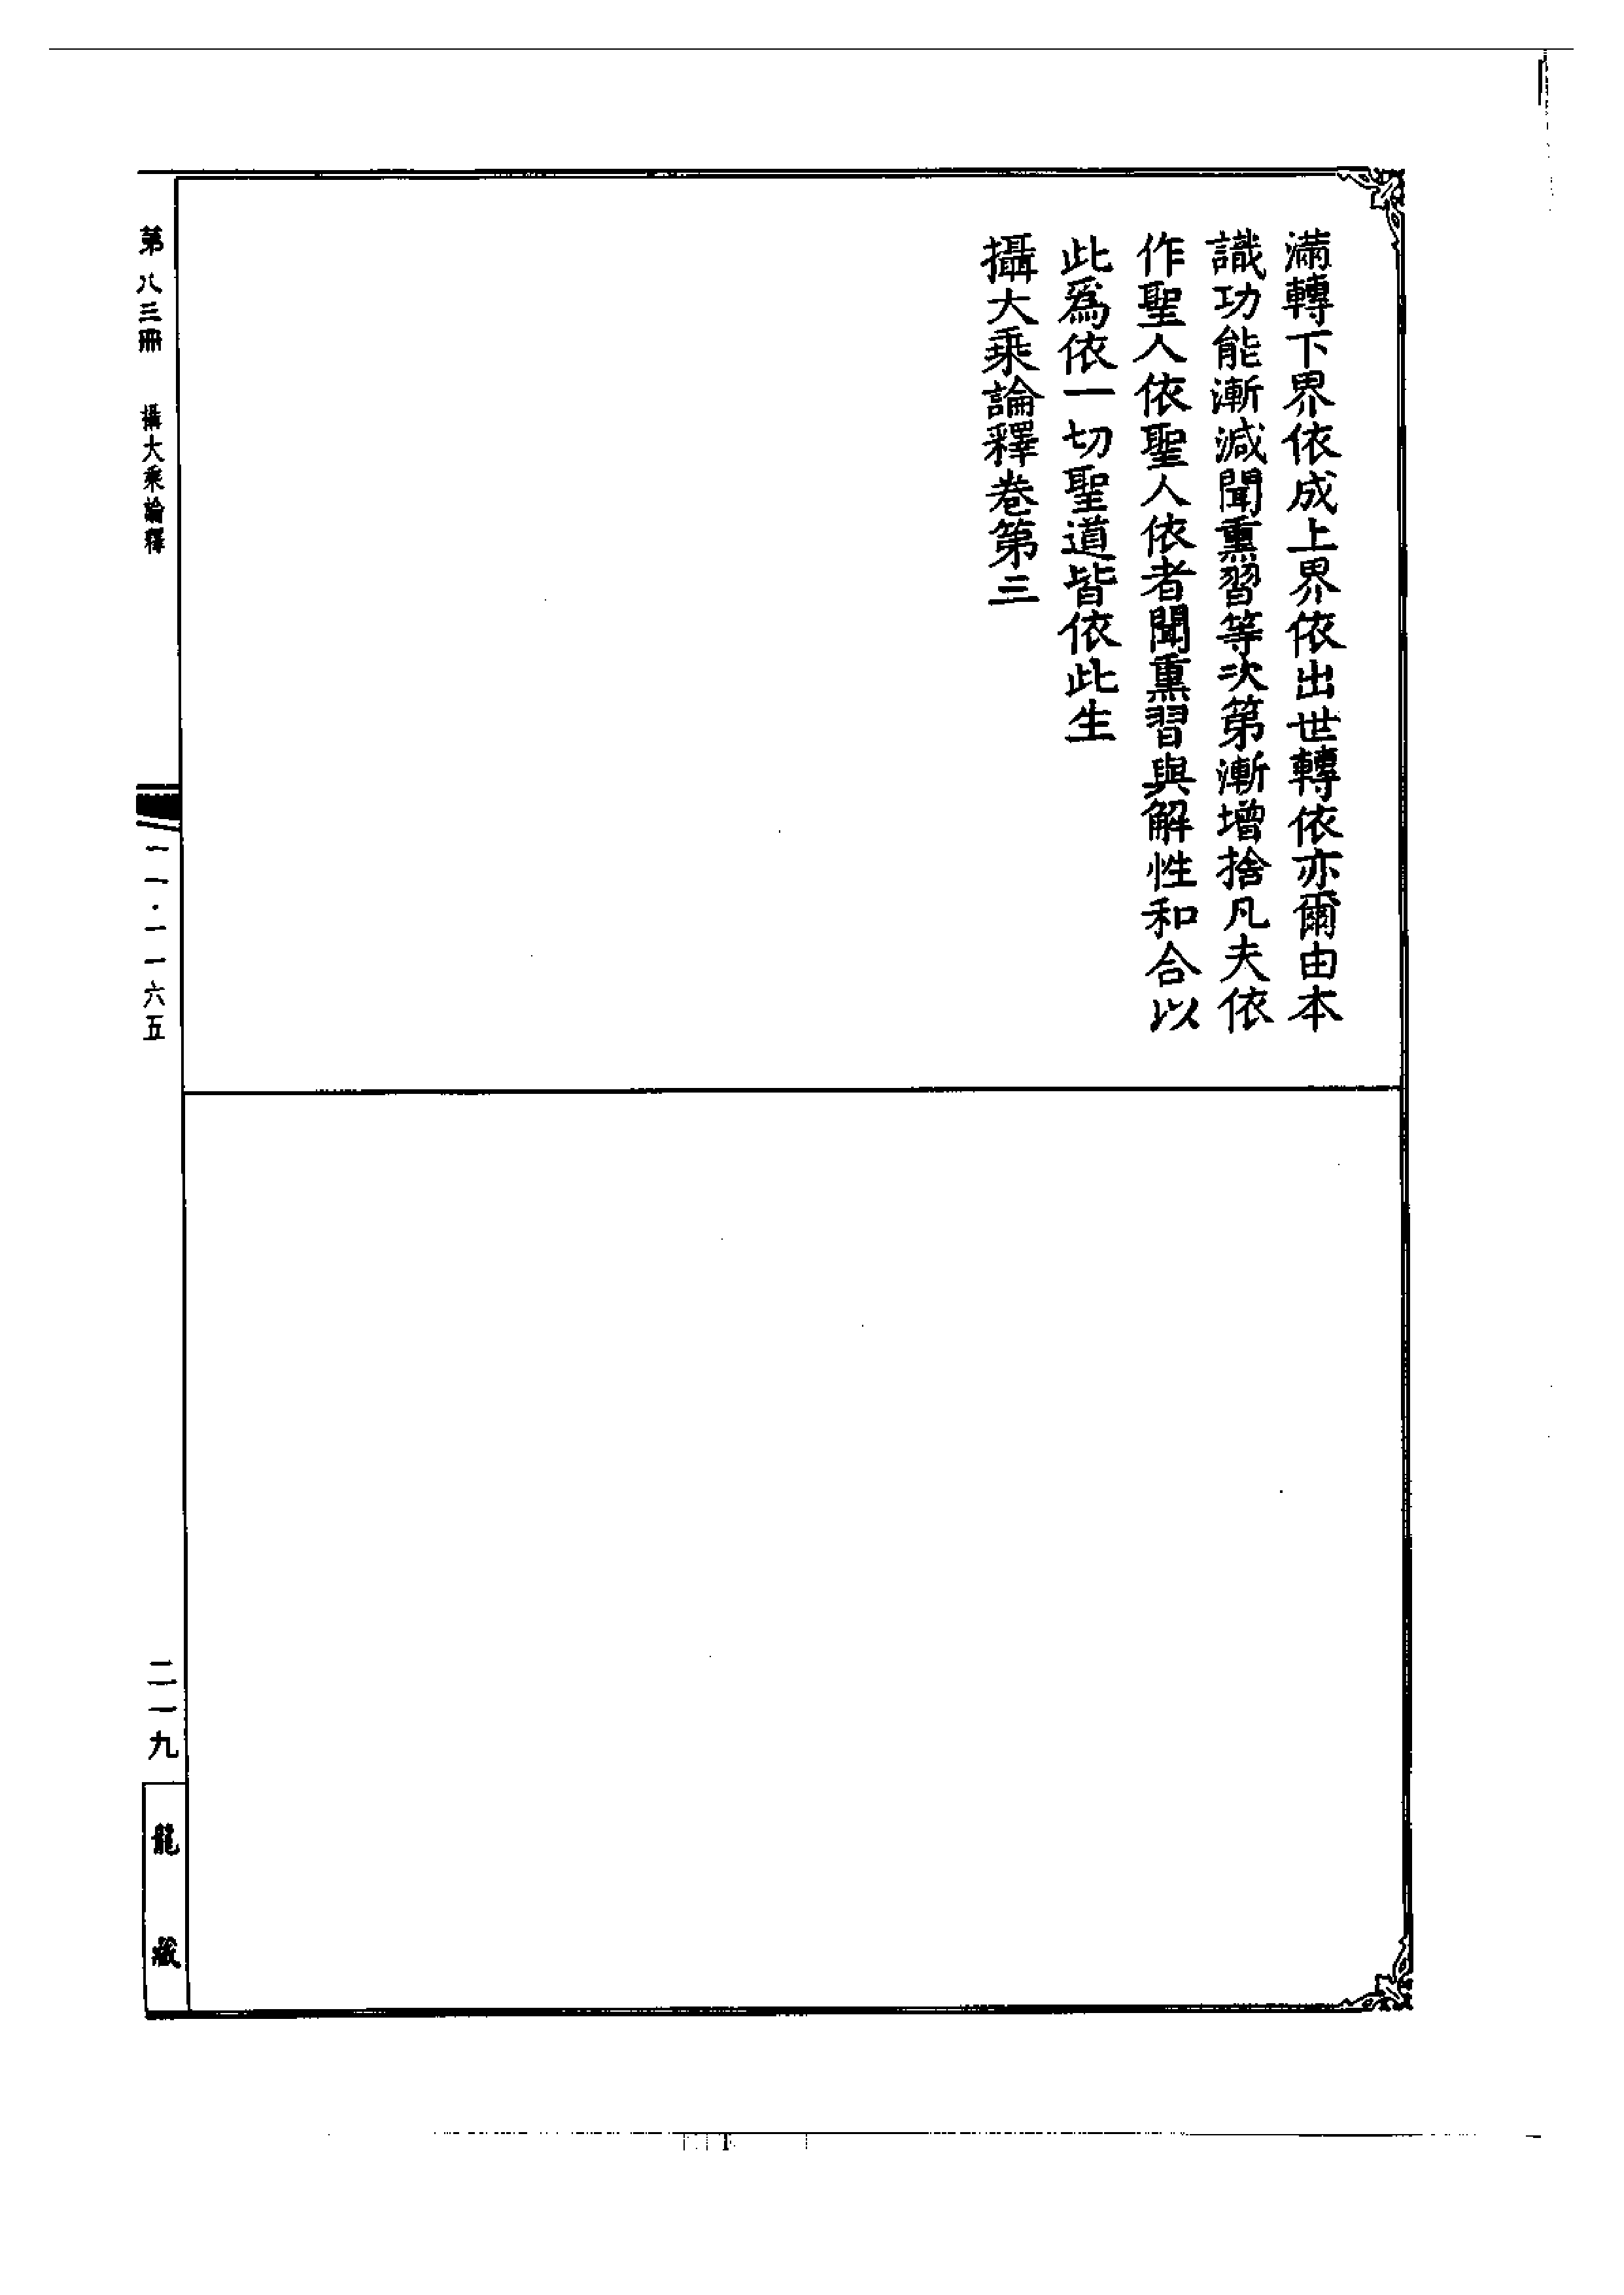 滿轉下界依成上界依出世轉依亦爾由本
識功能漸減聞熏習等次第漸增捨凡夫依
作聖人依聖人依者聞熏習與解性和合以
此爲依一切聖道皆依此生
攝大乘論釋卷第三
第八三冊 攝大乘論釋
一一·一一六五
二一九
龍藏